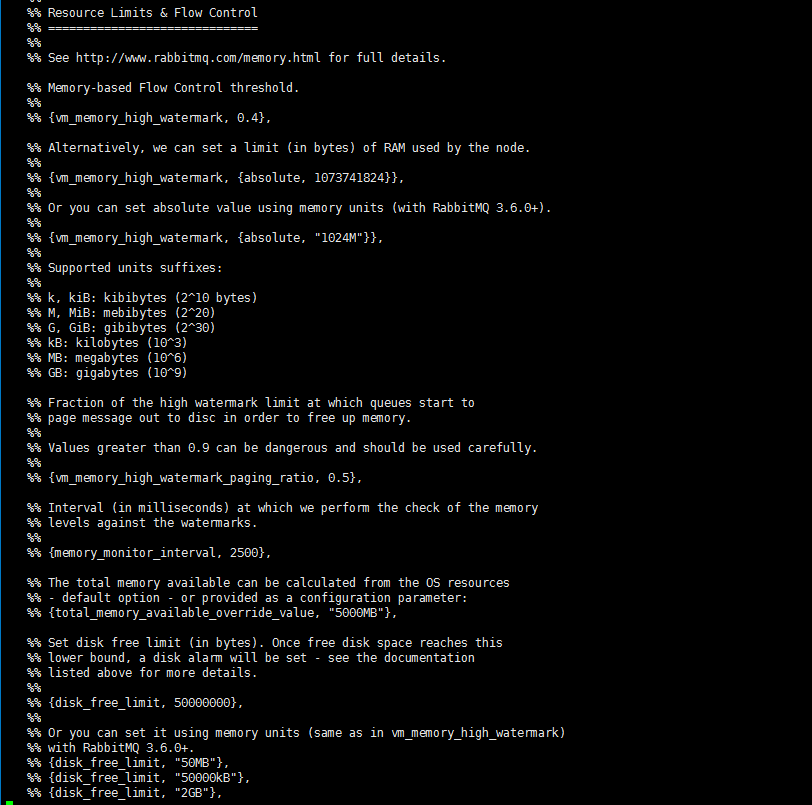 %% Resource Limits & Flow Control
%% ==============================
%%
%% See http://www.rabbitmq.com/memory.html for full details.
%% Memory-based Flow Control threshold.
%%
%% {vm_memory_high_watermark, 0.4},
%% Alternatively, we can set a limit (in bytes) of RAM used by the node.
%%
%% {vm_memory_high_watermark, {absolute, 1073741824}},
%%
%% Or you can set absolute value using memory units (with RabbitMQ 3.6.0+).
%%
%% {vm_memory_high_watermark, {absolute, "1024M"}},
%%
%% Supported units suffixes:
%%
%% k, kiB: kibibytes (2^10 bytes)
%% M, MiB: mebibytes (2^20)
%% G, GiB: gibibytes (2^30)
%% kB: kilobytes (10^3)
%% MB: megabytes (10^6)
%% GB: gigabytes (10^9)
%% Fraction of the high watermark limit at which queues start to
%% page message out to disc in order to free up memory.
%%
%% Values greater than 0.9 can be dangerous and should be used carefully.
%%
%% {vm_memory_high_watermark_paging_ratio, 0.5},
%% Interval (in milliseconds) at which we perform the check of the memory
%% levels against the watermarks.
%%
%% {memory_monitor_interval, 2500},
%% The total memory available can be calculated from the OS resources
%% - default option - or provided as a configuration parameter:
%% {total_memory_available_override_value, "5000MB"},
%% Set disk free limit (in bytes). Once free disk space reaches this
%% lower bound, a disk alarm will be set - see the documentation
%% listed above for more details.
%%
%% {disk_free_limit, 50000000},
%%
%% Or you can set it using memory units (same as in vm_memory_high_watermark)
%% with RabbitMQ 3.6.0+.
%% {disk_free_limit, "50MB"},
%% {disk_free_limit, "50000kB"},
%% {disk_free_limit, "2GB"},